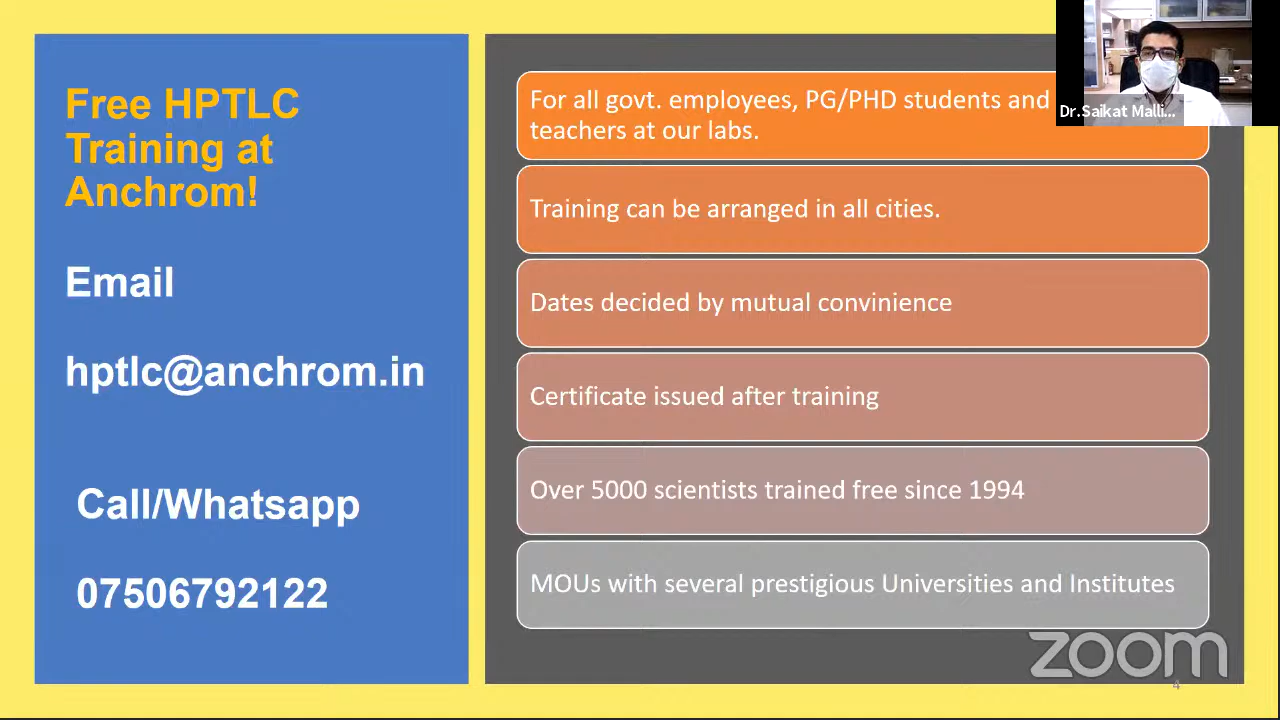 Free HPTLC
Training at
Anchrom!
Email
hptlc@anchrom.in
Call/Whatsapp
07506792122
For all govt. employees, PG/PHD students and
teachers at our labs.
Training can be arranged in all cities.
Dates decided by mutual convinience
Certificate issued after training
Over 5000 scientists trained free since 1994
MOUs with several prestigious Universities and Institutes
Dr.Saikat Malli...
zoom
4